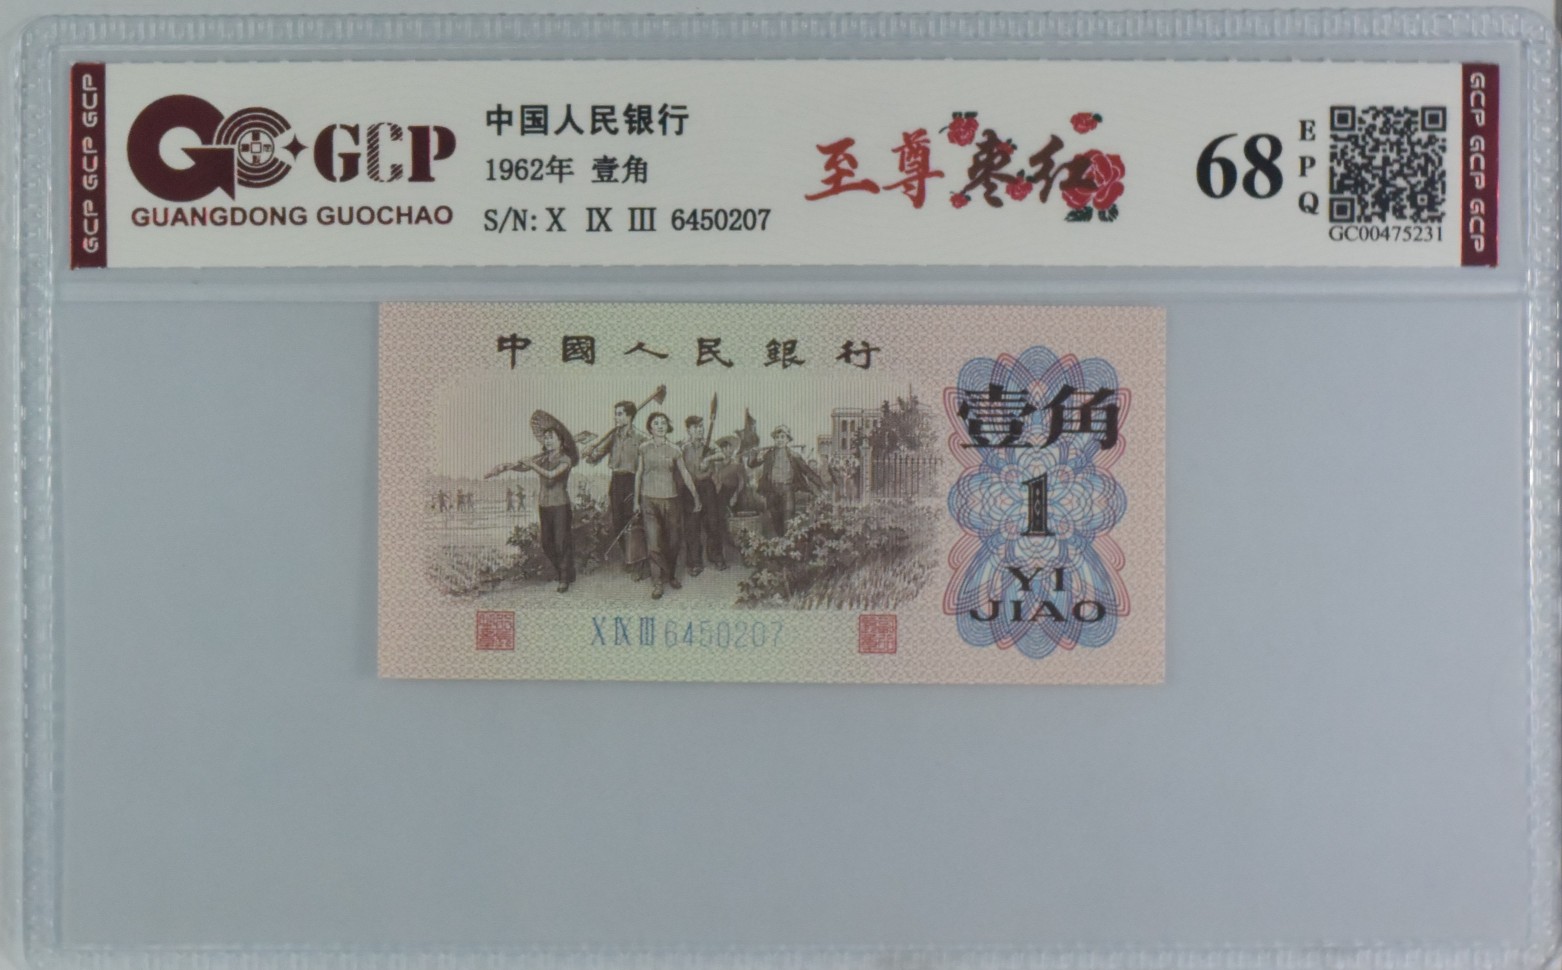 GCP GCP GCP
GCP
GUANGDONG GUOCHAO
中国人民银行
1962年 壹角
S/N: X IX III 6450207
至尊枣红
68
EPQ
GC00475231
GCP GCP GCP
中國人民銀行
壹角
1
YI
JIAO
X IX III 6450207